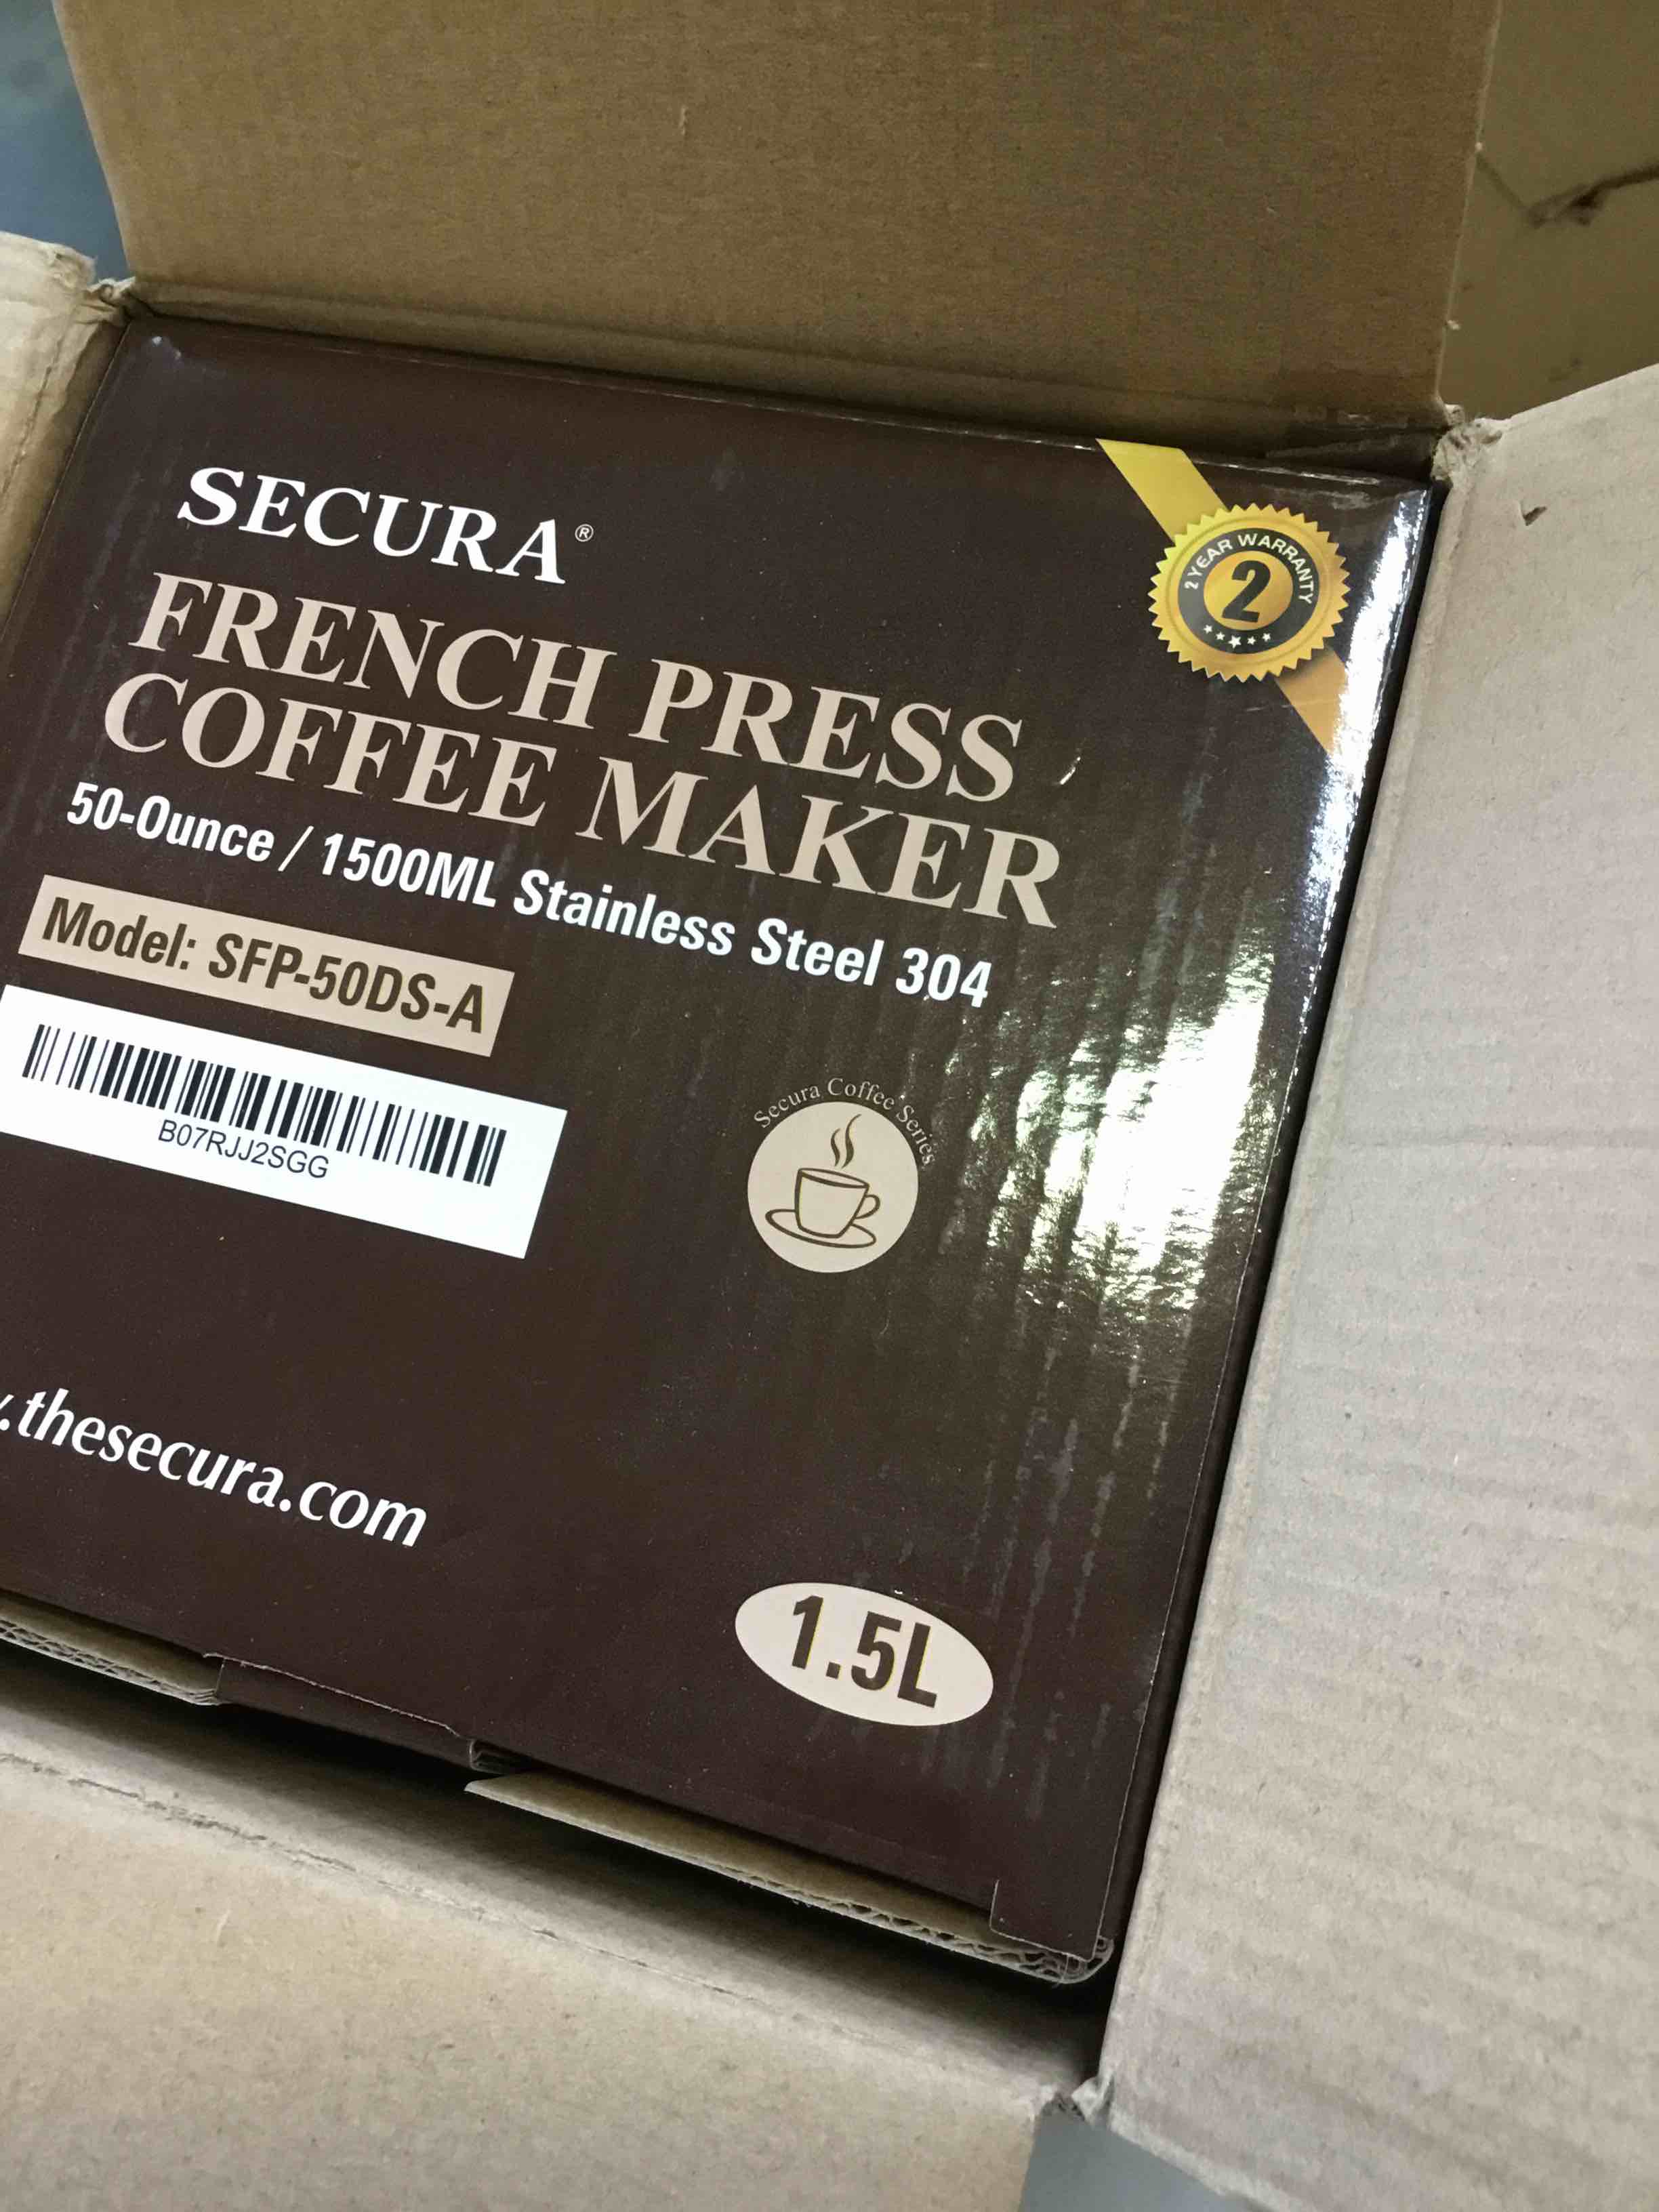 SECURA®
2 YEAR WARRANTY
2
FRENCH PRESS
COFFEE MAKER
50-Ounce / 1500ML Stainless Steel 304
Model: SFP-50DS-A
B07RJJ2SGG
Secura Coffee Series
.thesecura.com
1.5L